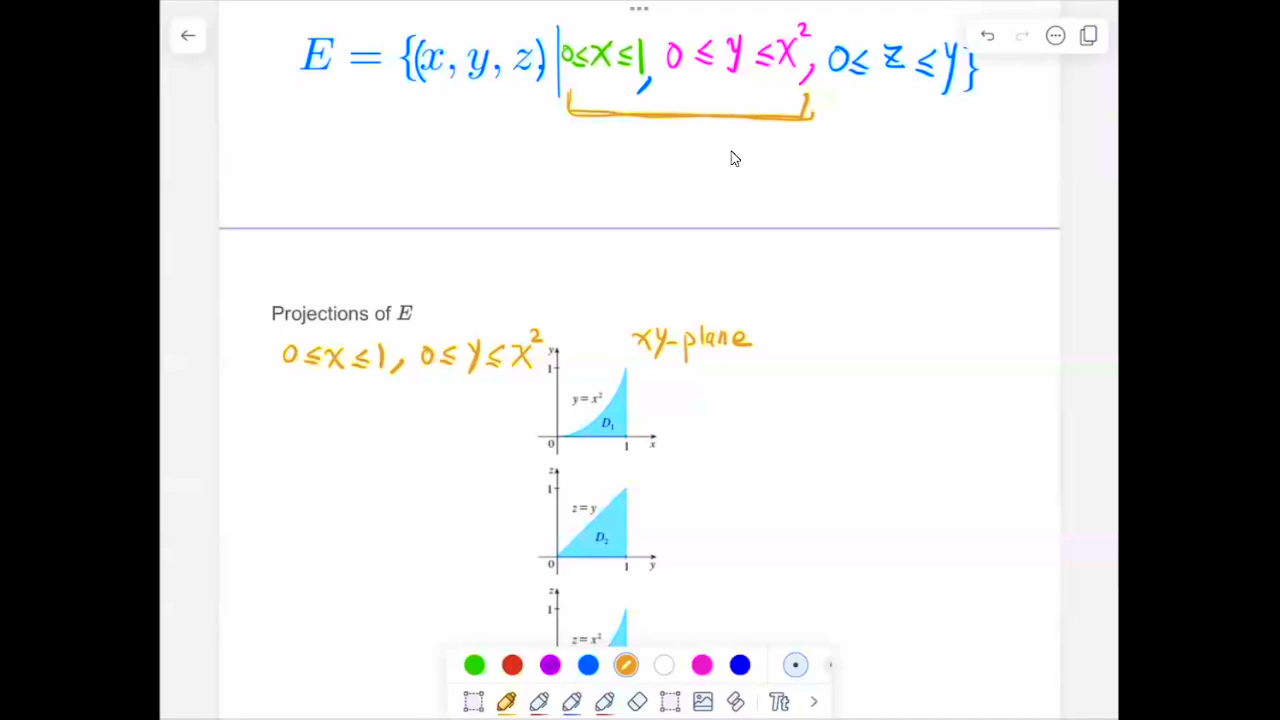 E = {(x, y, z) | 0 ≤ x ≤ 1, 0 ≤ y ≤ x², 0 ≤ z ≤ y}
Projections of E
0 ≤ x ≤ 1, 0 ≤ y ≤ x²
xy-plane
y
1
y = x²
D₁
0
1
x
z
1
z = y
D₂
0
1
y
z
1
z = x²
Tt